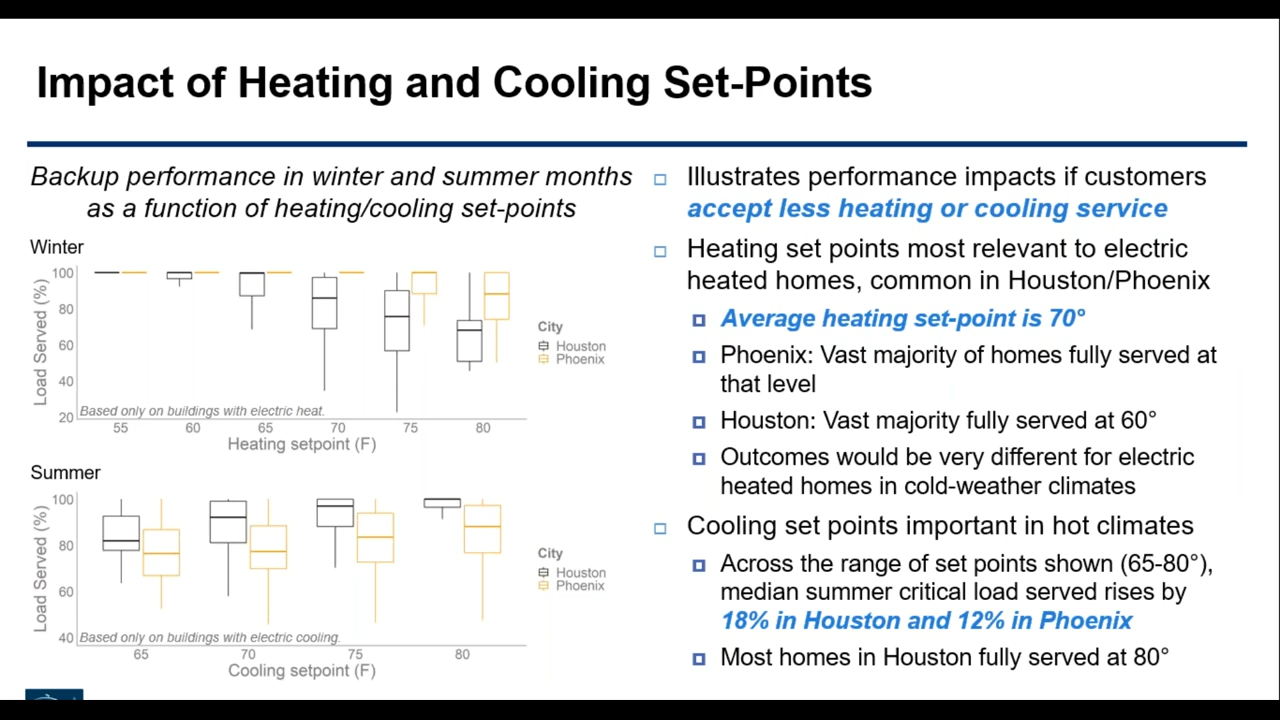 Impact of Heating and Cooling Set-Points
Backup performance in winter and summer months
as a function of heating/cooling set-points
Winter
Load Served (%)
100
80
60
40
20
Based only on buildings with electric heat.
55 60 65 70 75 80
Heating setpoint (F)
City
Houston
Phoenix
Summer
Load Served (%)
100
80
60
40
Based only on buildings with electric cooling.
65 70 75 80
Cooling setpoint (F)
City
Houston
Phoenix
Illustrates performance impacts if customers
accept less heating or cooling service
Heating set points most relevant to electric
heated homes, common in Houston/Phoenix
Average heating set-point is 70°
Phoenix: Vast majority of homes fully served at
that level
Houston: Vast majority fully served at 60°
Outcomes would be very different for electric
heated homes in cold-weather climates
Cooling set points important in hot climates
Across the range of set points shown (65-80°),
median summer critical load served rises by
18% in Houston and 12% in Phoenix
Most homes in Houston fully served at 80°